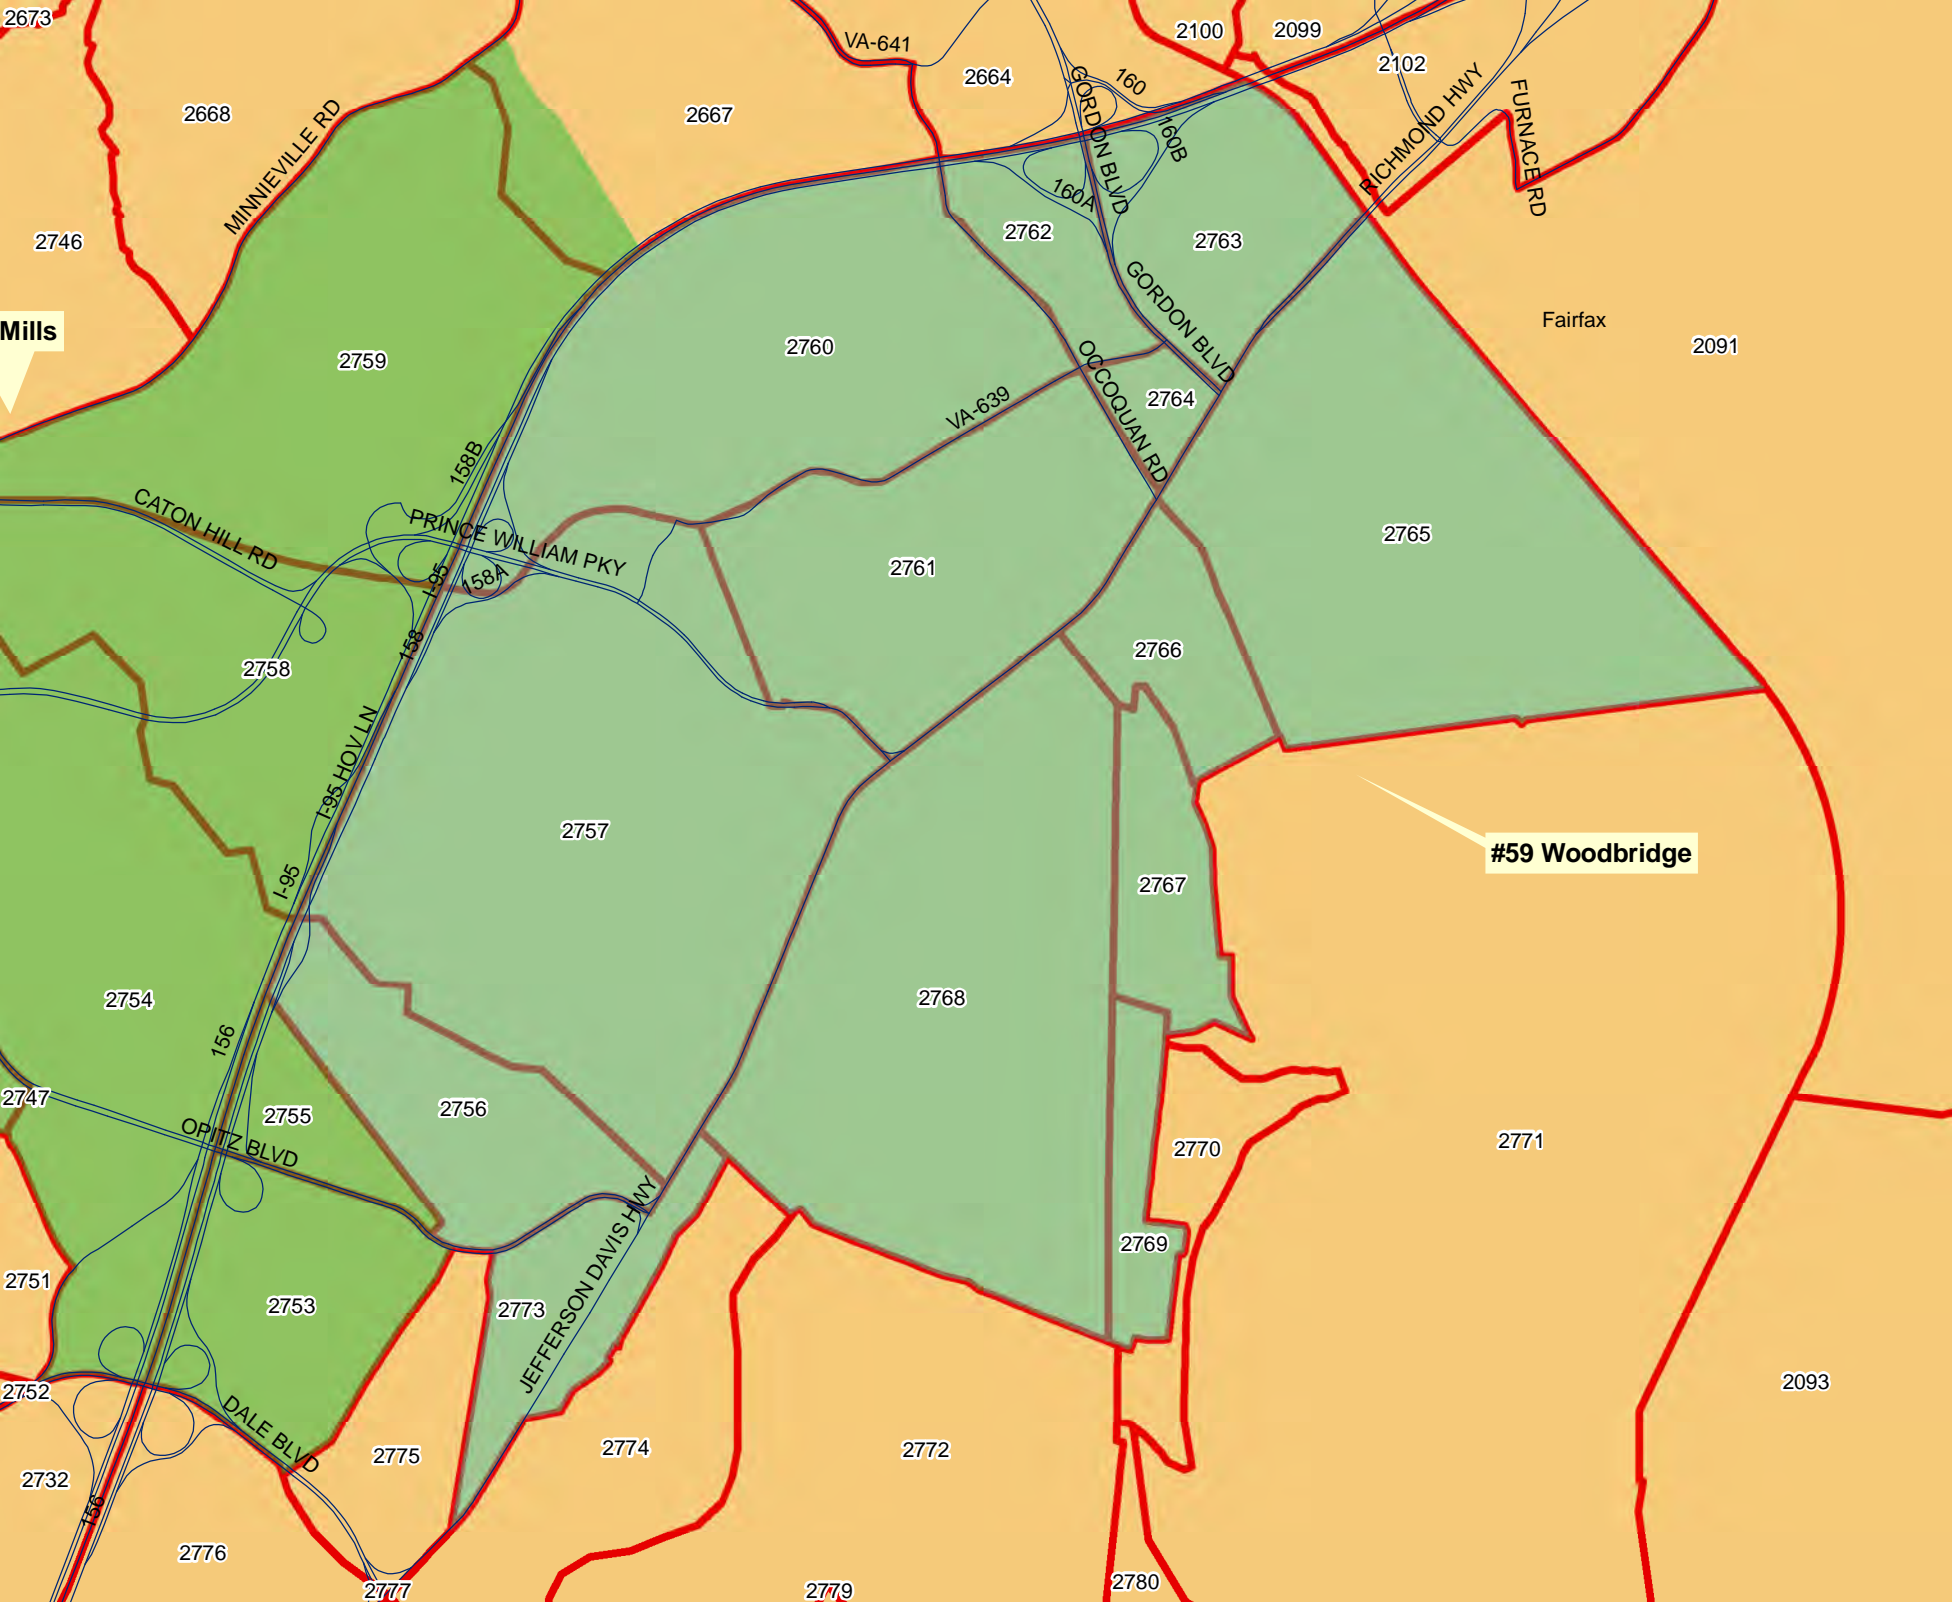 2673
VA-641
2100
2099
2664
160
2102
2668
2667
MINNIEVILLE RD
GORDON BLVD
160B
RICHMOND HWY
FURNACE RD
160A
2746
2762
2763
GORDON BLVD
Mills
Fairfax
2759
2760
2091
OCCOQUAN RD
VA-639
2764
158B
CATON HILL RD
PRINCE WILLIAM PKY
2765
I-95
158A
2761
158
2758
2766
I-95 HOV LN
2757
#59 Woodbridge
I-95
2767
2754
2768
156
2747
2755
2756
OPITZ BLVD
2770
2771
2769
2751
2753
2773
JEFFERSON DAVIS HWY
2752
2093
DALE BLVD
2775
2774
2772
2732
156
2776
2777
2779
2780